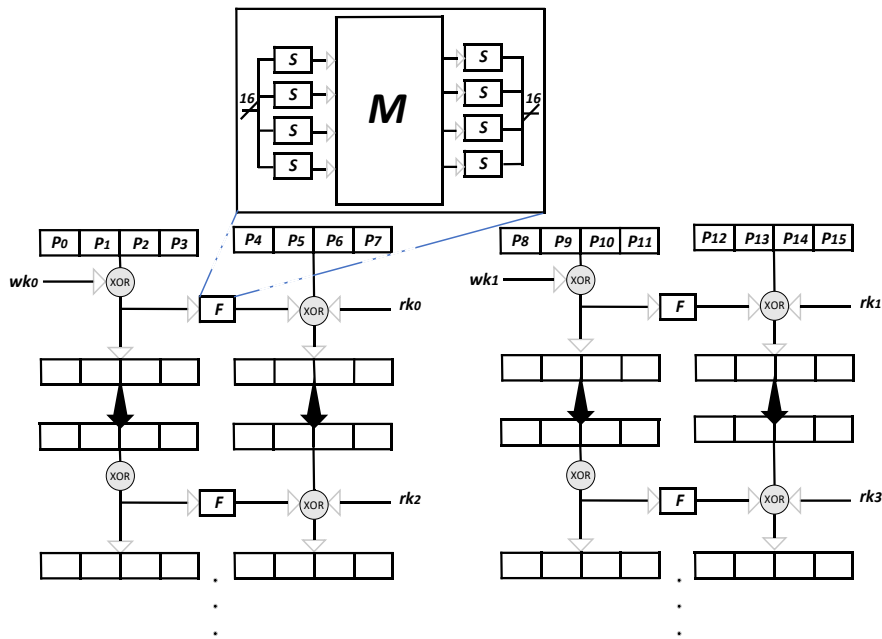 S S
16 S M S 16
S S
S S
P0 P1 P2 P3 P4 P5 P6 P7 P8 P9 P10 P11 P12 P13 P14 P15
wk0 XOR wk1 XOR
F XOR rk0 F XOR rk1
XOR XOR
F XOR rk2 F XOR rk3